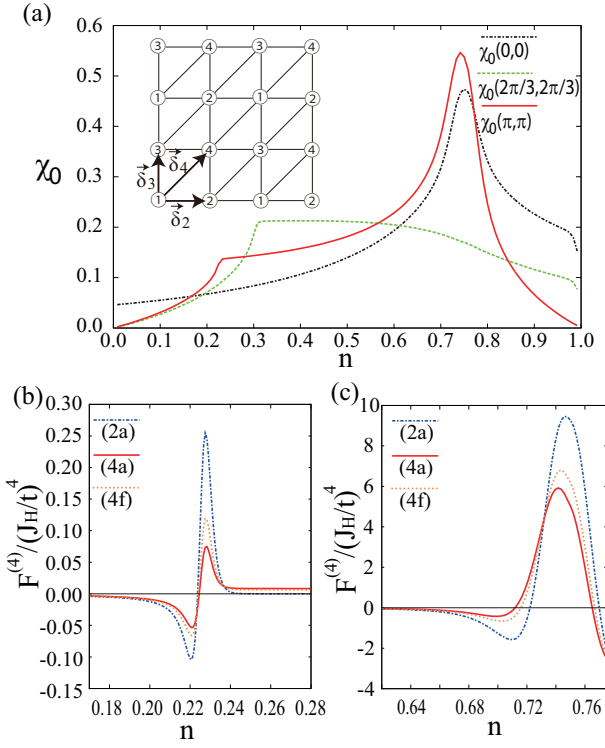 (a)
0.6
0.5
0.4
0.3
0.2
0.1
0.0
χ₀
3 4 3 4
1 2 1 2
3 4 3 4
1 2 1 2
δ⃗₃ δ⃗₄
δ⃗₂
χ₀(0,0)
χ₀(2π/3,2π/3)
χ₀(π,π)
0.0 0.1 0.2 0.3 0.4 0.5 0.6 0.7 0.8 0.9 1.0
n
(b)
0.30
0.25
0.20
0.15
0.10
0.05
0.00
-0.05
-0.10
-0.15
F⁽⁴⁾/(J_H/t)⁴
(2a)
(4a)
(4f)
0.18 0.20 0.22 0.24 0.26 0.28
n
(c)
10
8
6
4
2
0
-2
-4
F⁽⁴⁾/(J_H/t)⁴
(2a)
(4a)
(4f)
0.64 0.68 0.72 0.76
n